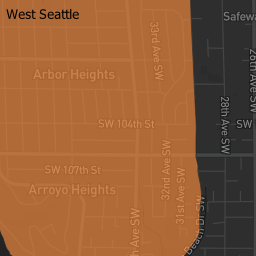 West Seattle
Safewa
33rd Ave SW
Arbor Heights
26th Ave SW
28th Ave SW
SW 104th St
SW
SW 107th St
32nd Ave SW
31st Ave SW
Arroyo Heights
h Ave SW
Beach Dr SW